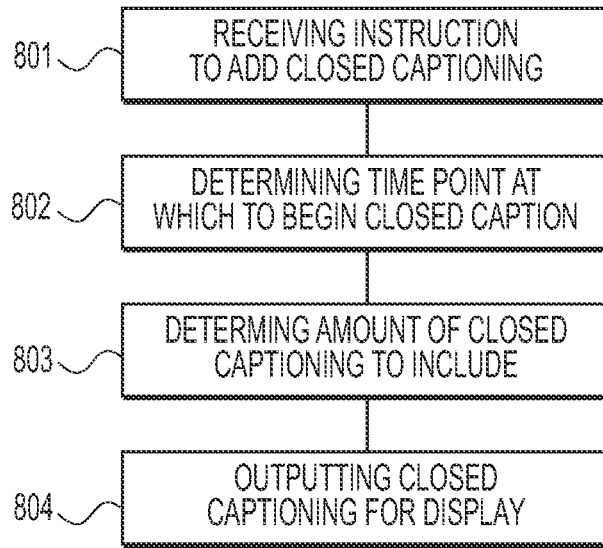 801
RECEIVING INSTRUCTION
TO ADD CLOSED CAPTIONING
802
DETERMINING TIME POINT AT
WHICH TO BEGIN CLOSED CAPTION
803
DETERMING AMOUNT OF CLOSED
CAPTIONING TO INCLUDE
804
OUTPUTTING CLOSED
CAPTIONING FOR DISPLAY